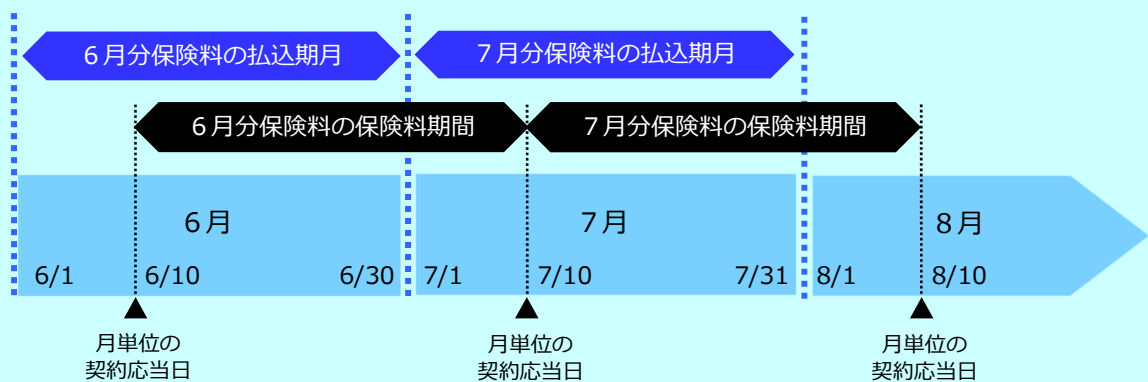 ６月分保険料の払込期月
７月分保険料の払込期月
６月分保険料の保険料期間
７月分保険料の保険料期間
６月
７月
８月
6/1
6/10
6/30
7/1
7/10
7/31
8/1
8/10
月単位の
契約応当日
月単位の
契約応当日
月単位の
契約応当日